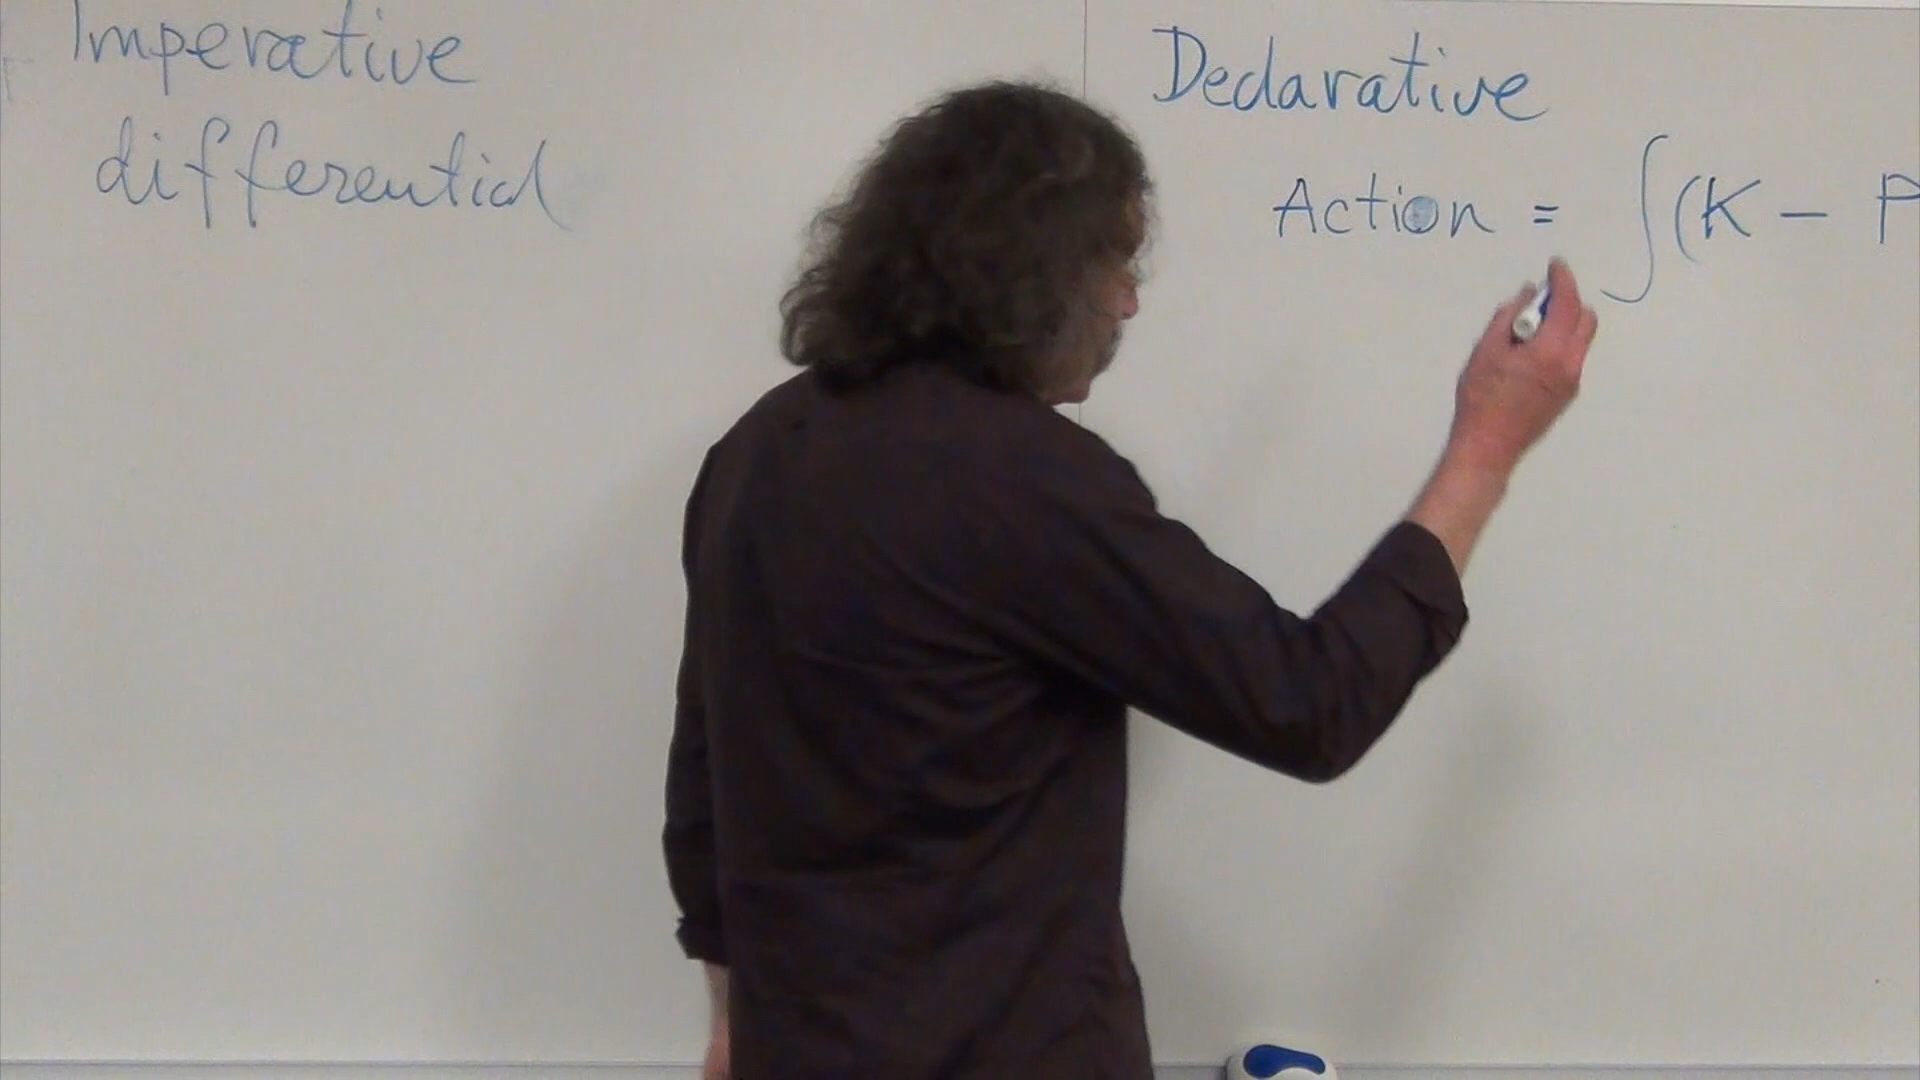 Imperative
differential
Declarative
Action = ∫(K - P